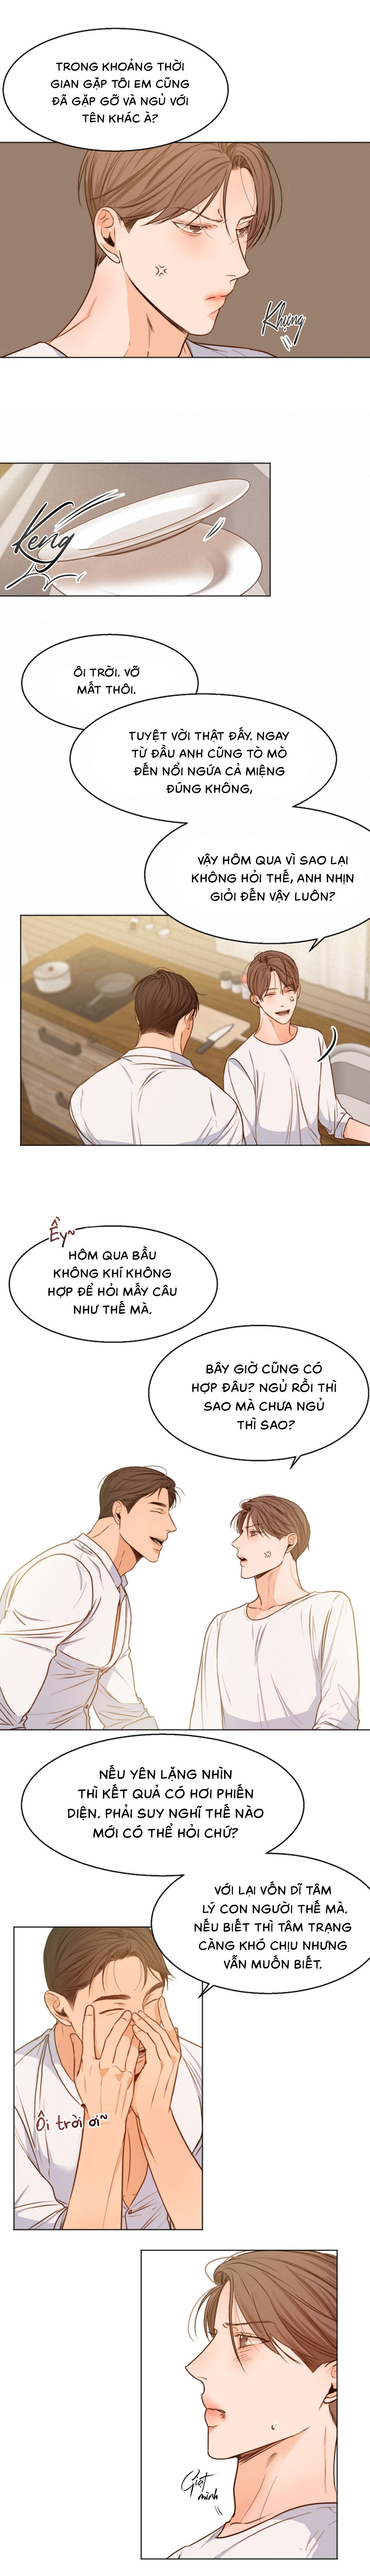 TRONG KHOẢNG THỜI
GIAN GẶP TÔI EM CŨNG
ĐÃ GẶP GỠ VÀ NGỦ VỚI
TÊN KHÁC À?
Khựng
Keng
ÔI TRỜI. VỠ
MẤT THÔI.
TUYỆT VỜI THẬT ĐẤY. NGAY
TỪ ĐẦU ANH CŨNG TÒ MÒ
ĐẾN NỔI NGỨA CẢ MIỆNG
ĐÚNG KHÔNG,
VẬY HÔM QUA VÌ SAO LẠI
KHÔNG HỎI THẾ, ANH NHỊN
GIỎI ĐẾN VẬY LUÔN?
Ầy~
HÔM QUA BẦU
KHÔNG KHÍ KHÔNG
HỢP ĐỂ HỎI MẤY CÂU
NHƯ THẾ MÀ.
BÂY GIỜ CŨNG CÓ
HỢP ĐÂU? NGỦ RỒI THÌ
SAO MÀ CHƯA NGỦ
THÌ SAO?
NẾU YÊN LẶNG NHÌN
THÌ KẾT QUẢ CÓ HƠI PHIẾN
DIỆN. PHẢI SUY NGHĨ THẾ NÀO
MỚI CÓ THỂ HỎI CHỨ?
VỚI LẠI VỐN DĨ TÂM
LÝ CON NGƯỜI THẾ MÀ.
NẾU BIẾT THÌ TÂM TRẠNG
CÀNG KHÓ CHỊU NHƯNG
VẪN MUỐN BIẾT.
Ôi trời ơi~
Giật
mình